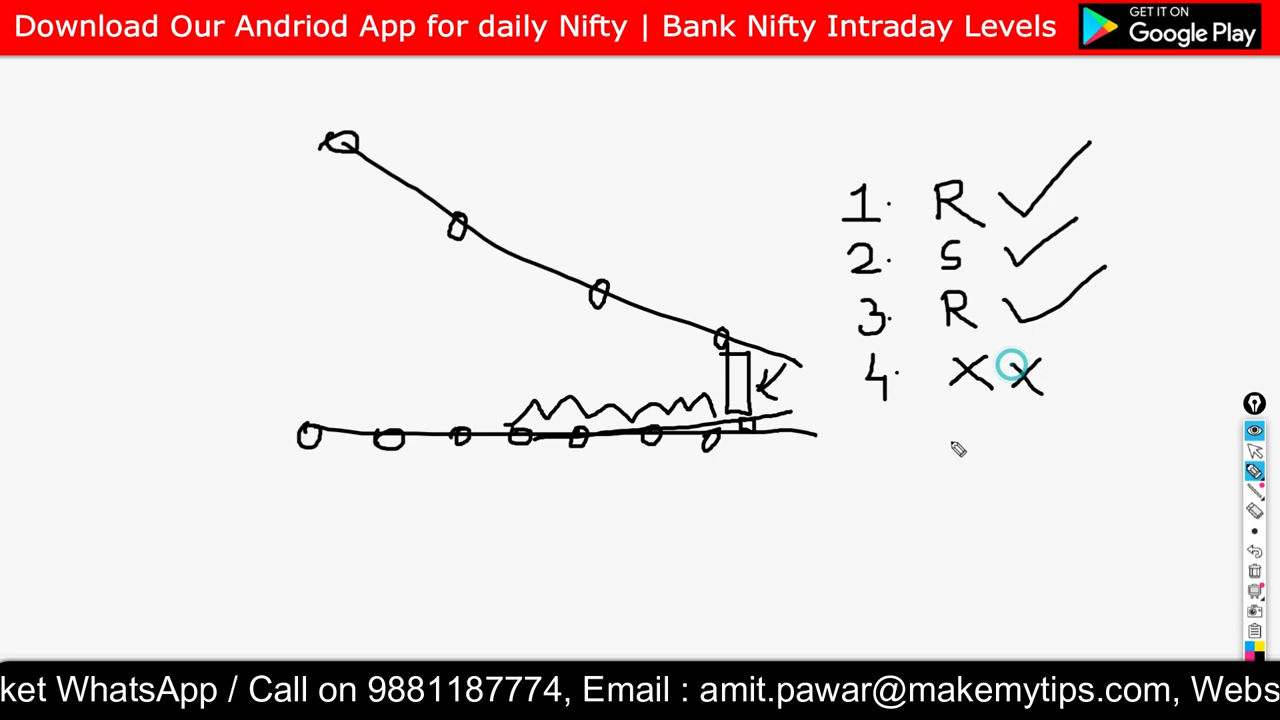 Download Our Andriod App for daily Nifty | Bank Nifty Intraday Levels
GET IT ON
Google Play
1. R ✓
2. S ✓
3. R ✓
4. X X
ket WhatsApp / Call on 9881187774, Email : amit.pawar@makemytips.com, Webs